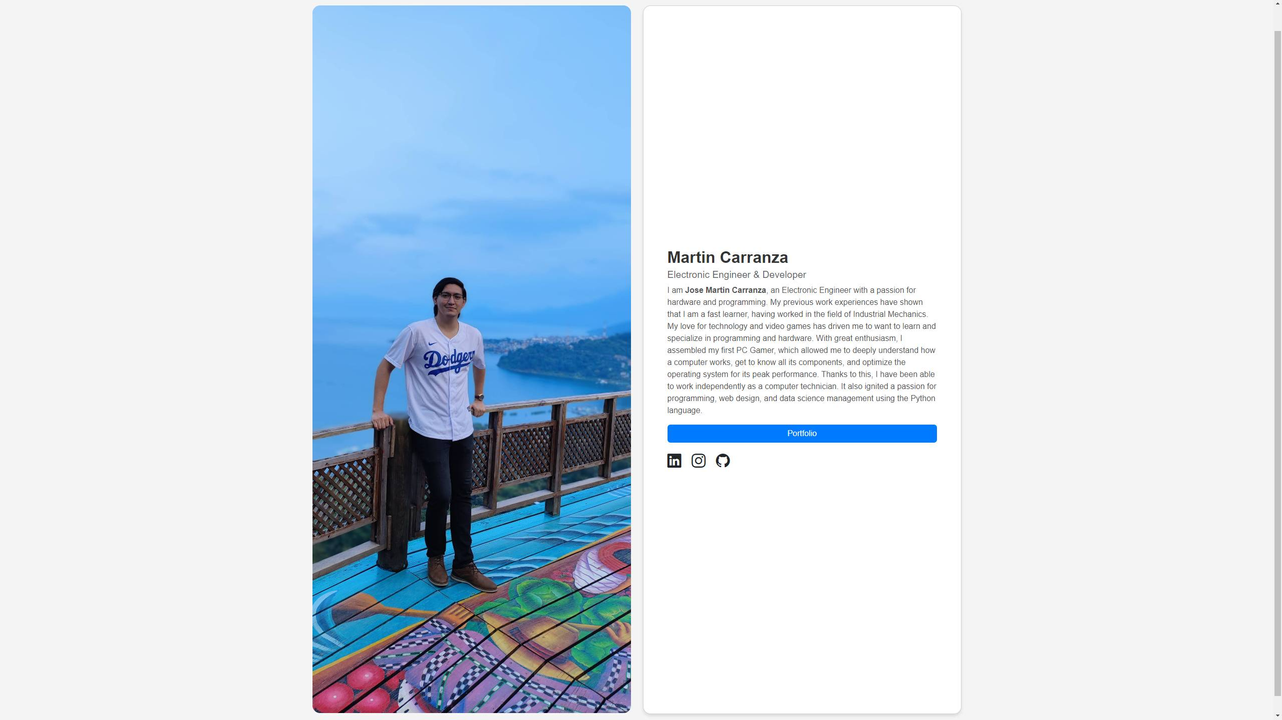 Dodgers
Martin Carranza
Electronic Engineer & Developer
I am Jose Martin Carranza, an Electronic Engineer with a passion for
hardware and programming. My previous work experiences have shown
that I am a fast learner, having worked in the field of Industrial Mechanics.
My love for technology and video games has driven me to want to learn and
specialize in programming and hardware. With great enthusiasm, I
assembled my first PC Gamer, which allowed me to deeply understand how
a computer works, get to know all its components, and optimize the
operating system for its peak performance. Thanks to this, I have been able
to work independently as a computer technician. It also ignited a passion for
programming, web design, and data science management using the Python
language.
Portfolio
in